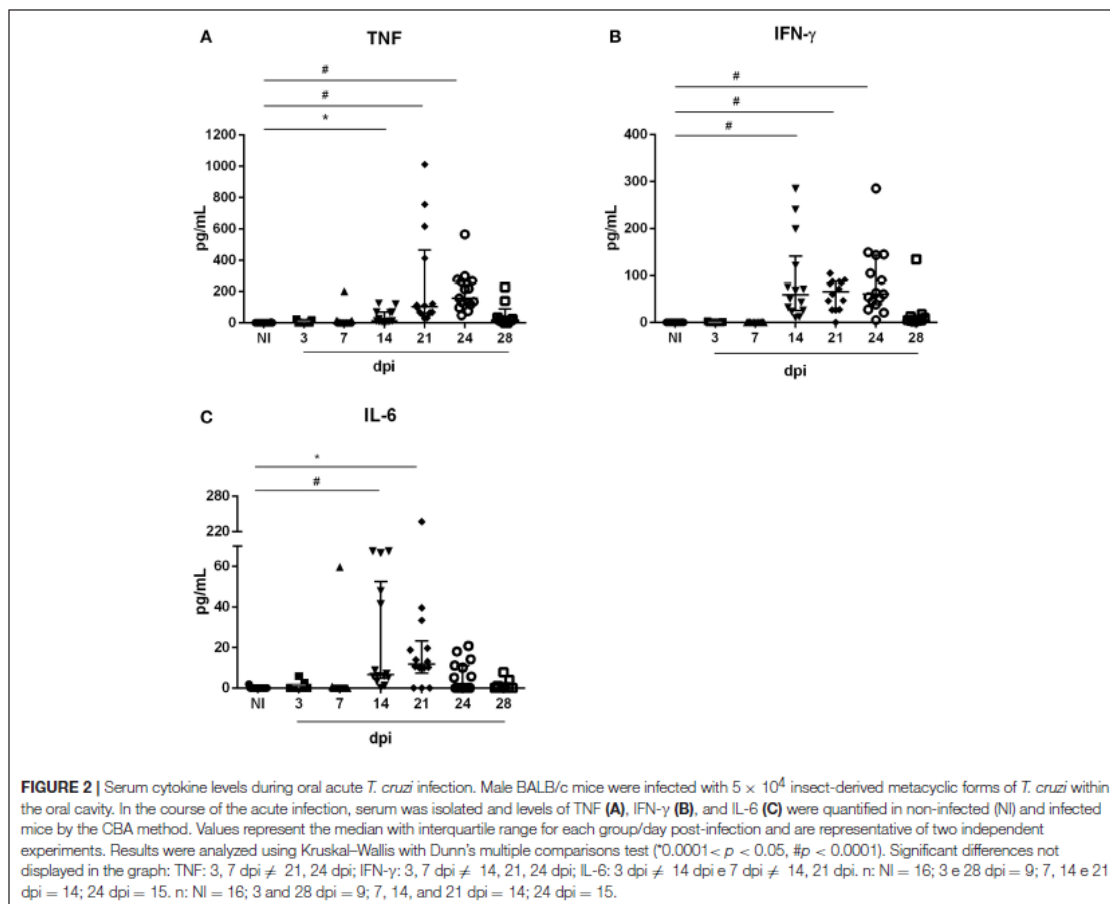 A
TNF
#
#
*
1200
1000
800
600
400
200
0
pg/mL
NI 3 7 14 21 24 28
dpi
B
IFN-γ
#
#
#
400
300
200
100
0
pg/mL
NI 3 7 14 21 24 28
dpi
C
IL-6
*
#
280
220
60
40
20
0
pg/mL
NI 3 7 14 21 24 28
dpi
FIGURE 2 | Serum cytokine levels during oral acute T. cruzi infection. Male BALB/c mice were infected with 5 × 10⁴ insect-derived metacyclic forms of T. cruzi within
the oral cavity. In the course of the acute infection, serum was isolated and levels of TNF (A), IFN-γ (B), and IL-6 (C) were quantified in non-infected (NI) and infected
mice by the CBA method. Values represent the median with interquartile range for each group/day post-infection and are representative of two independent
experiments. Results were analyzed using Kruskal–Wallis with Dunn's multiple comparisons test (*0.0001< p < 0.05, #p < 0.0001). Significant differences not
displayed in the graph: TNF: 3, 7 dpi ≠ 21, 24 dpi; IFN-γ: 3, 7 dpi ≠ 14, 21, 24 dpi; IL-6: 3 dpi ≠ 14 dpi e 7 dpi ≠ 14, 21 dpi. n: NI = 16; 3 e 28 dpi = 9; 7, 14 e 21
dpi = 14; 24 dpi = 15. n: NI = 16; 3 and 28 dpi = 9; 7, 14, and 21 dpi = 14; 24 dpi = 15.